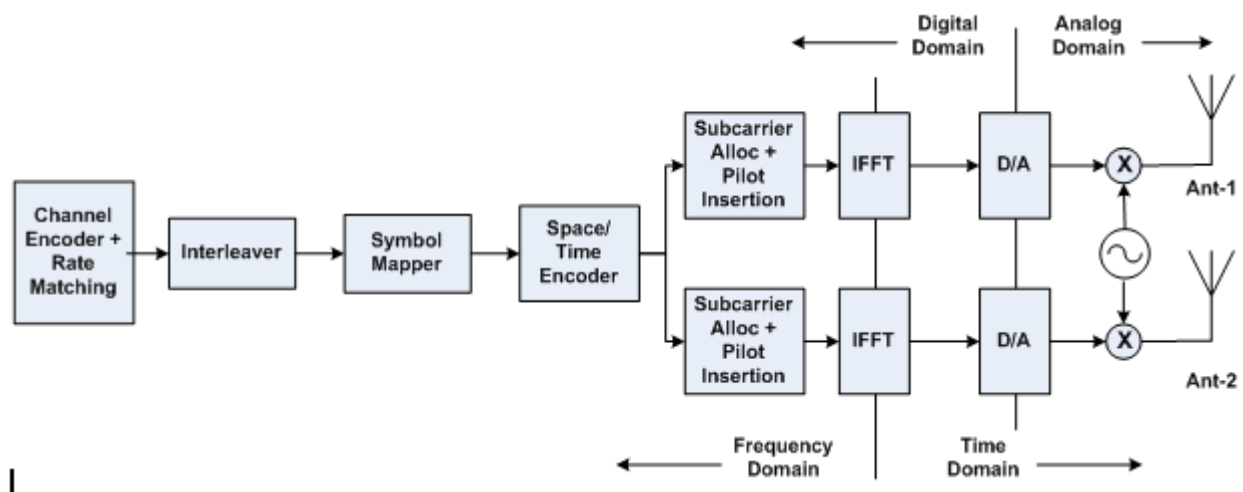 Digital
Domain
Analog
Domain
Channel
Encoder +
Rate
Matching
Interleaver
Symbol
Mapper
Space/
Time
Encoder
Subcarrier
Alloc +
Pilot
Insertion
IFFT
D/A
X
Ant-1
Subcarrier
Alloc +
Pilot
Insertion
IFFT
D/A
X
Ant-2
Frequency
Domain
Time
Domain